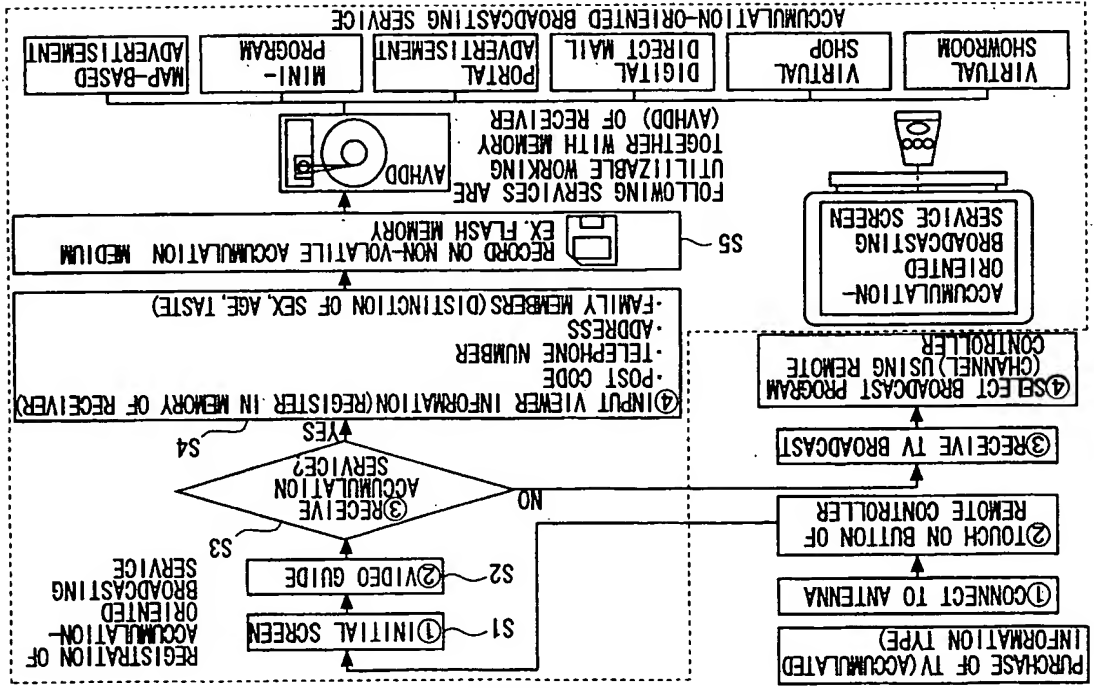 PURCHASE OF TV(ACCUMULATED
INFORMATION TYPE)
①CONNECT TO ANTENNA
②TOUCH ON BUTTON OF
REMOTE CONTROLLER
③RECEIVE TV BROADCAST
④SELECT BROADCAST PROGRAM
(CHANNEL)USING REMOTE
CONTROLLER
ACCUMULATION-
ORIENTED
BROADCASTING
SERVICE SCREEN
REGISTRATION OF
ACCUMULATION-
ORIENTED
BROADCASTING
SERVICE
①INITIAL SCREEN
S1
②VIDEO GUIDE
S2
③RECEIVE
ACCUMULATION
SERVICE?
S3
NO
YES
S4
④INPUT VIEWER INFORMATION(REGISTER IN MEMORY OF RECEIVER)
·POST CODE
·TELEPHONE NUMBER
·ADDRESS
·FAMILY MEMBERS(DISTINCTION OF SEX, AGE, TASTE)
S5
RECORD ON NON-VOLATILE ACCUMULATION MEDIUM
EX. FLASH MEMORY
FOLLOWING SERVICES ARE
UTILIZABLE WORKING
TOGETHER WITH MEMORY
(AVHDD) OF RECEIVER
AVHDD
VIRTUAL
SHOWROOM
VIRTUAL
SHOP
DIGITAL
DIRECT MAIL
PORTAL
ADVERTISEMENT
MINI-
PROGRAM
MAP-BASED
ADVERTISEMENT
ACCUMULATION-ORIENTED BROADCASTING SERVICE